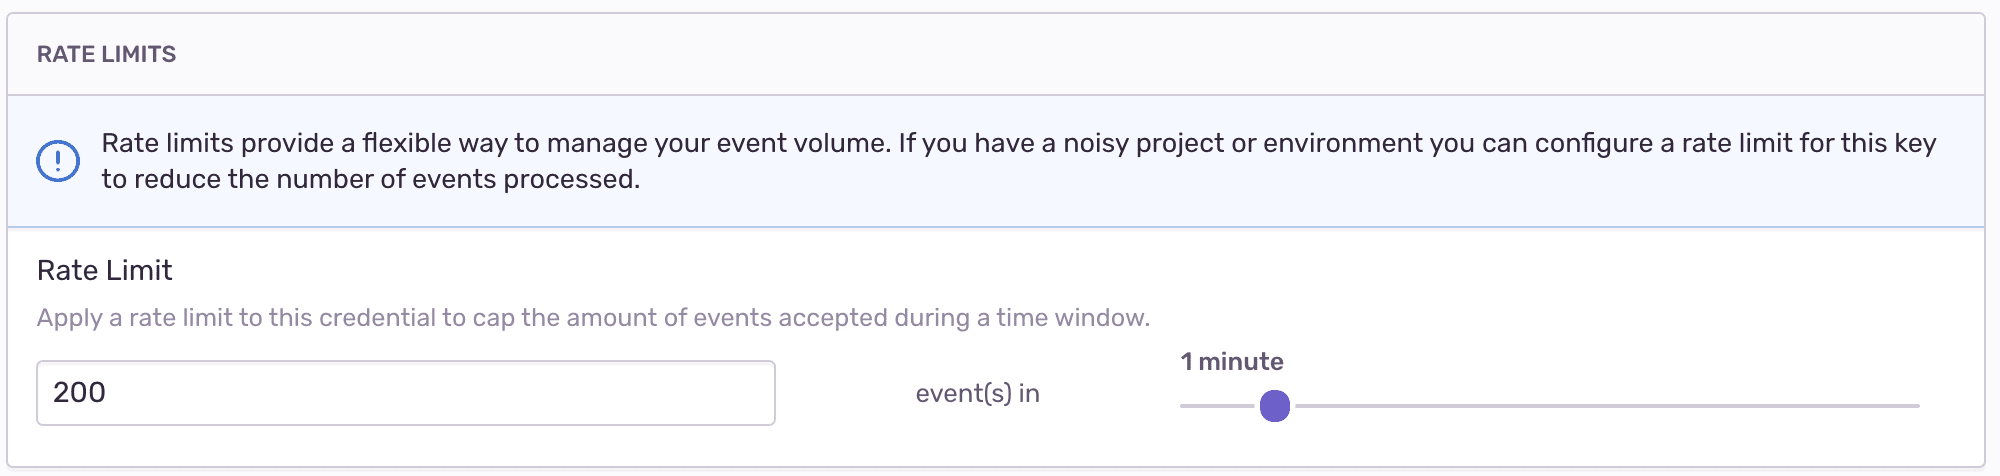 RATE LIMITS
Rate limits provide a flexible way to manage your event volume. If you have a noisy project or environment you can configure a rate limit for this key
to reduce the number of events processed.
Rate Limit
Apply a rate limit to this credential to cap the amount of events accepted during a time window.
1 minute
200 event(s) in